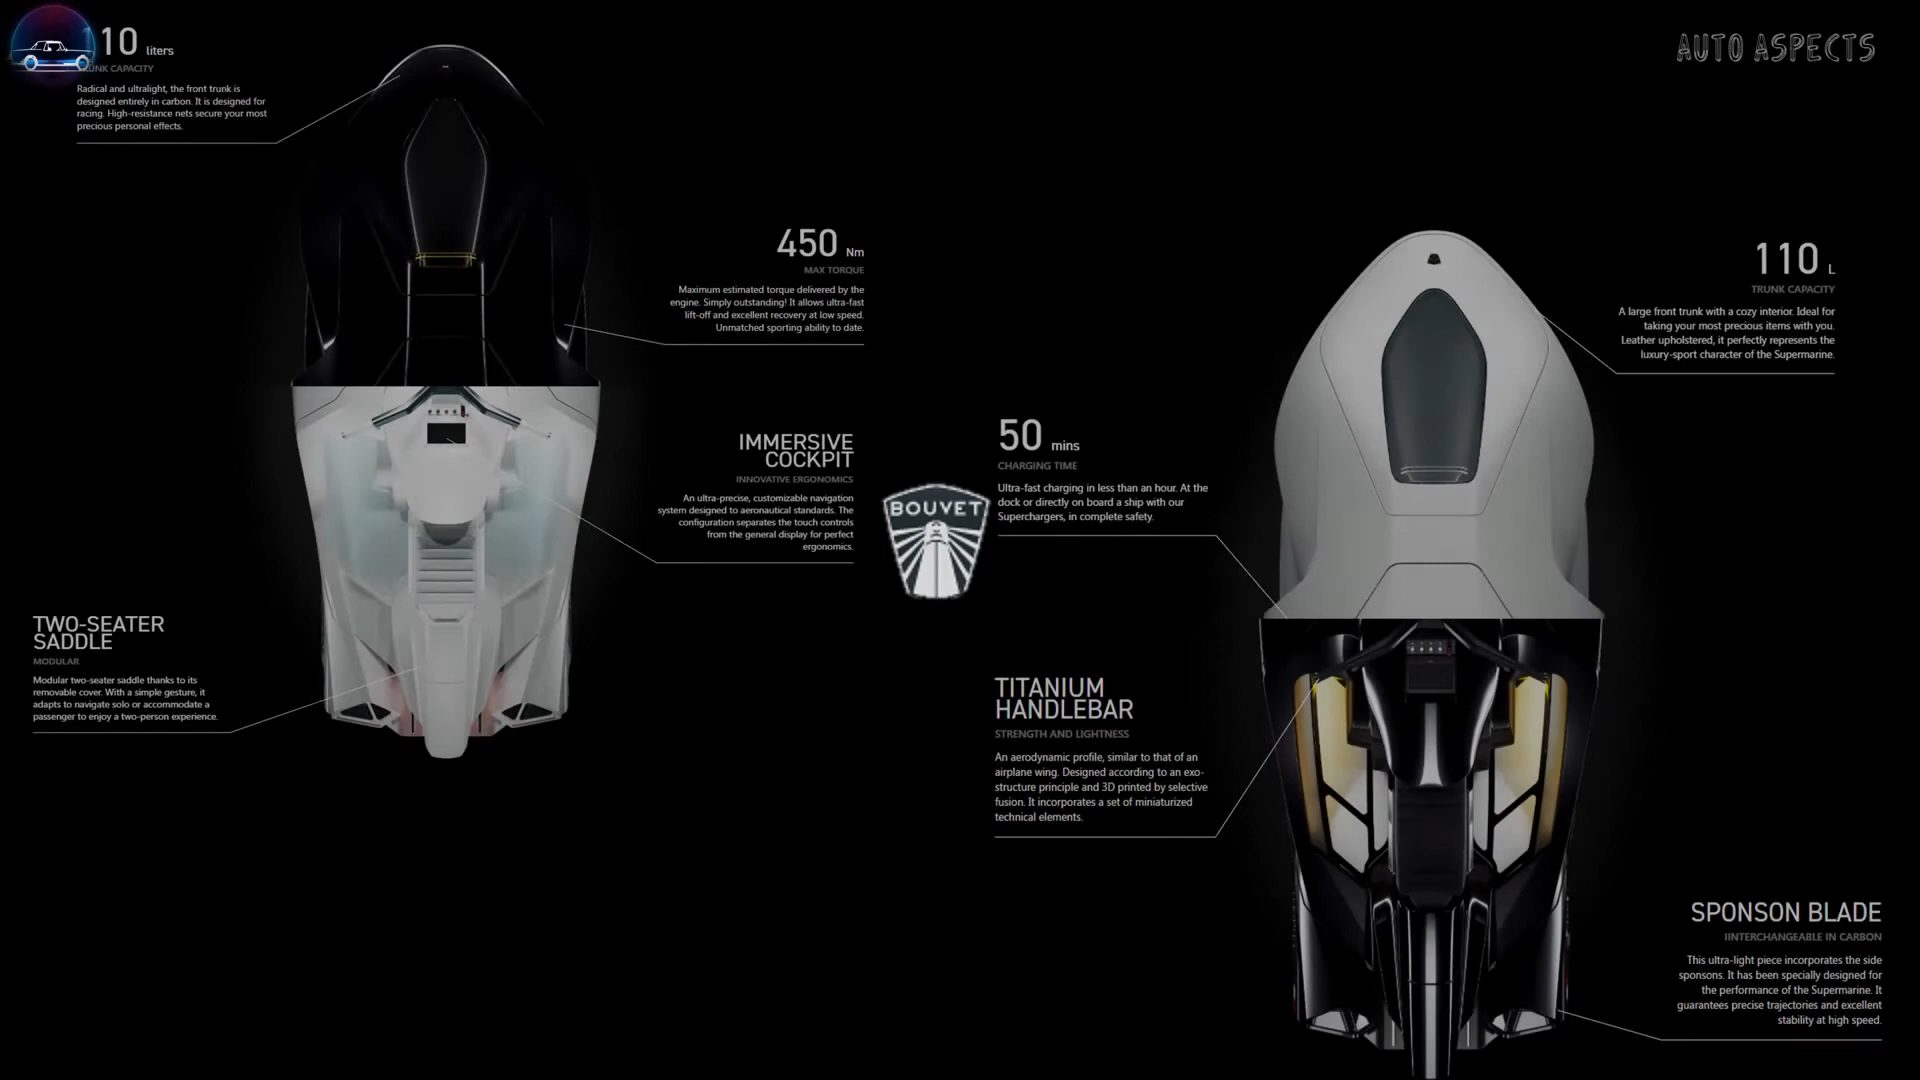 10 liters
TRUNK CAPACITY
Radical and ultralight, the front trunk is
designed entirely in carbon. It is designed for
racing. High-resistance nets secure your most
precious personal effects.
AUTO ASPECTS
450 Nm
MAX TORQUE
Maximum estimated torque delivered by the
engine. Simply outstanding! It allows ultra-fast
lift-off and excellent recovery at low speed.
Unmatched sporting ability to date.
IMMERSIVE
COCKPIT
INNOVATIVE ERGONOMICS
An ultra-precise, customizable navigation
system designed to aeronautical standards. The
configuration separates the touch controls
from the general display for perfect
ergonomics.
TWO-SEATER
SADDLE
MODULAR
Modular two-seater saddle thanks to its
removable cover. With a simple gesture, it
adapts to navigate solo or accommodate a
passenger to enjoy a two-person experience.
BOUVET
110 L
TRUNK CAPACITY
A large front trunk with a cozy interior. Ideal for
taking your most precious items with you.
Leather upholstered, it perfectly represents the
luxury-sport character of the Supermarine.
50 mins
CHARGING TIME
Ultra-fast charging in less than an hour. At the
dock or directly on board a ship with our
Superchargers, in complete safety.
TITANIUM
HANDLEBAR
STRENGTH AND LIGHTNESS
An aerodynamic profile, similar to that of an
airplane wing. Designed according to an exo-
structure principle and 3D printed by selective
fusion. It incorporates a set of miniaturized
technical elements.
SPONSON BLADE
IINTERCHANGEABLE IN CARBON
This ultra-light piece incorporates the side
sponsons. It has been specially designed for
the performance of the Supermarine. It
guarantees precise trajectories and excellent
stability at high speed.